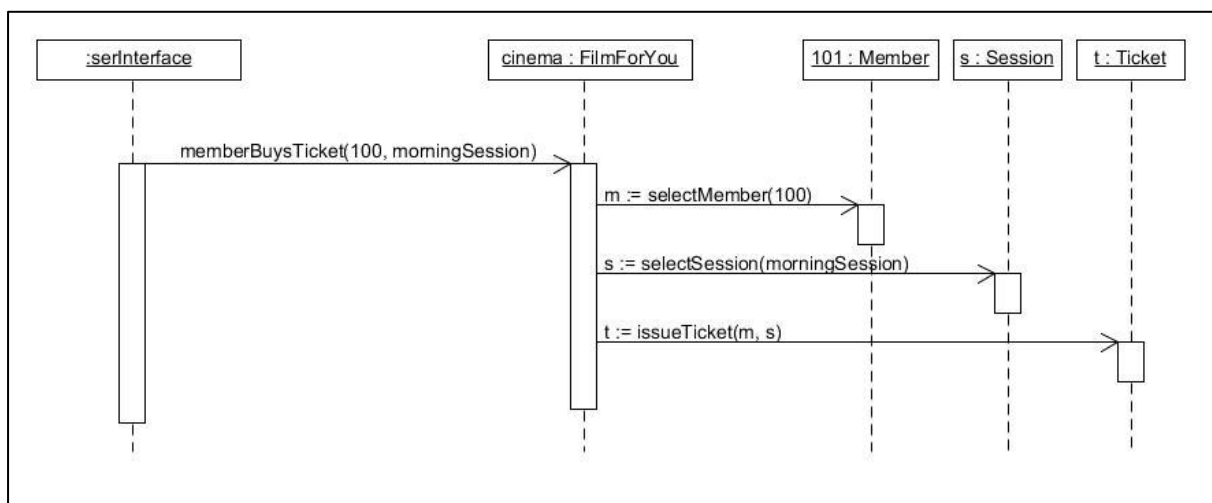 :serInterface
cinema : FilmForYou
101 : Member
s : Session
t : Ticket
memberBuysTicket(100, morningSession)
m := selectMember(100)
s := selectSession(morningSession)
t := issueTicket(m, s)